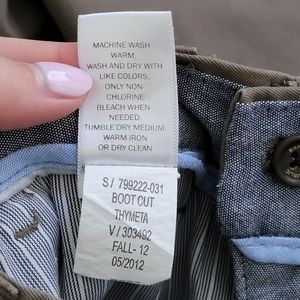 MACHINE WASH
WARM.
WASH AND DRY WITH
LIKE COLORS.
ONLY NON-
CHLORINE
BLEACH WHEN
NEEDED.
TUMBLE DRY MEDIUM.
WARM IRON
OR DRY CLEAN
S/ 799222-031
BOOT CUT
THYMETA
V/ 303492
FALL- 12
05/2012